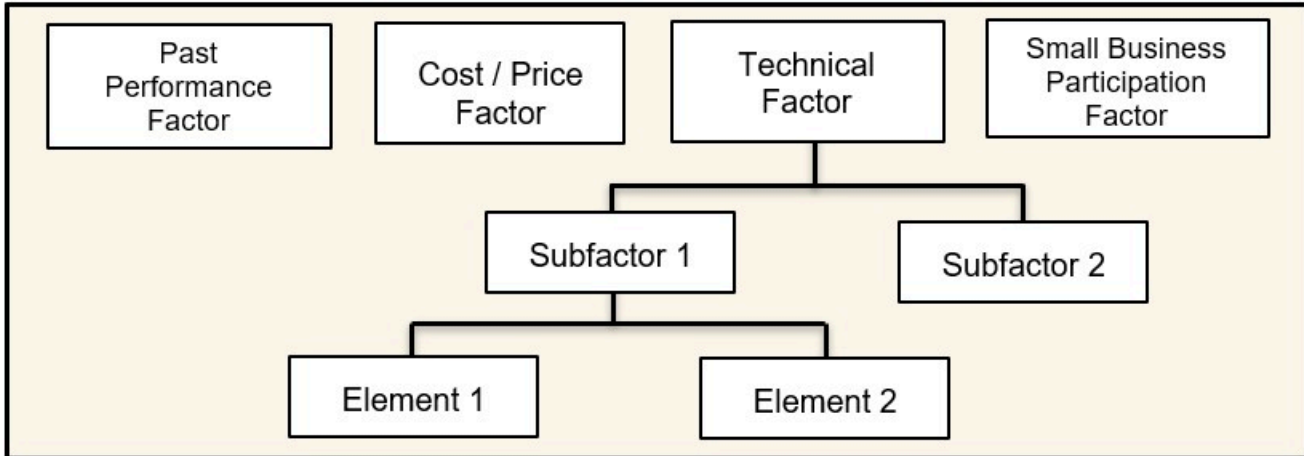 Past
Performance
Factor
Cost / Price
Factor
Technical
Factor
Small Business
Participation
Factor
Subfactor 1
Subfactor 2
Element 1
Element 2